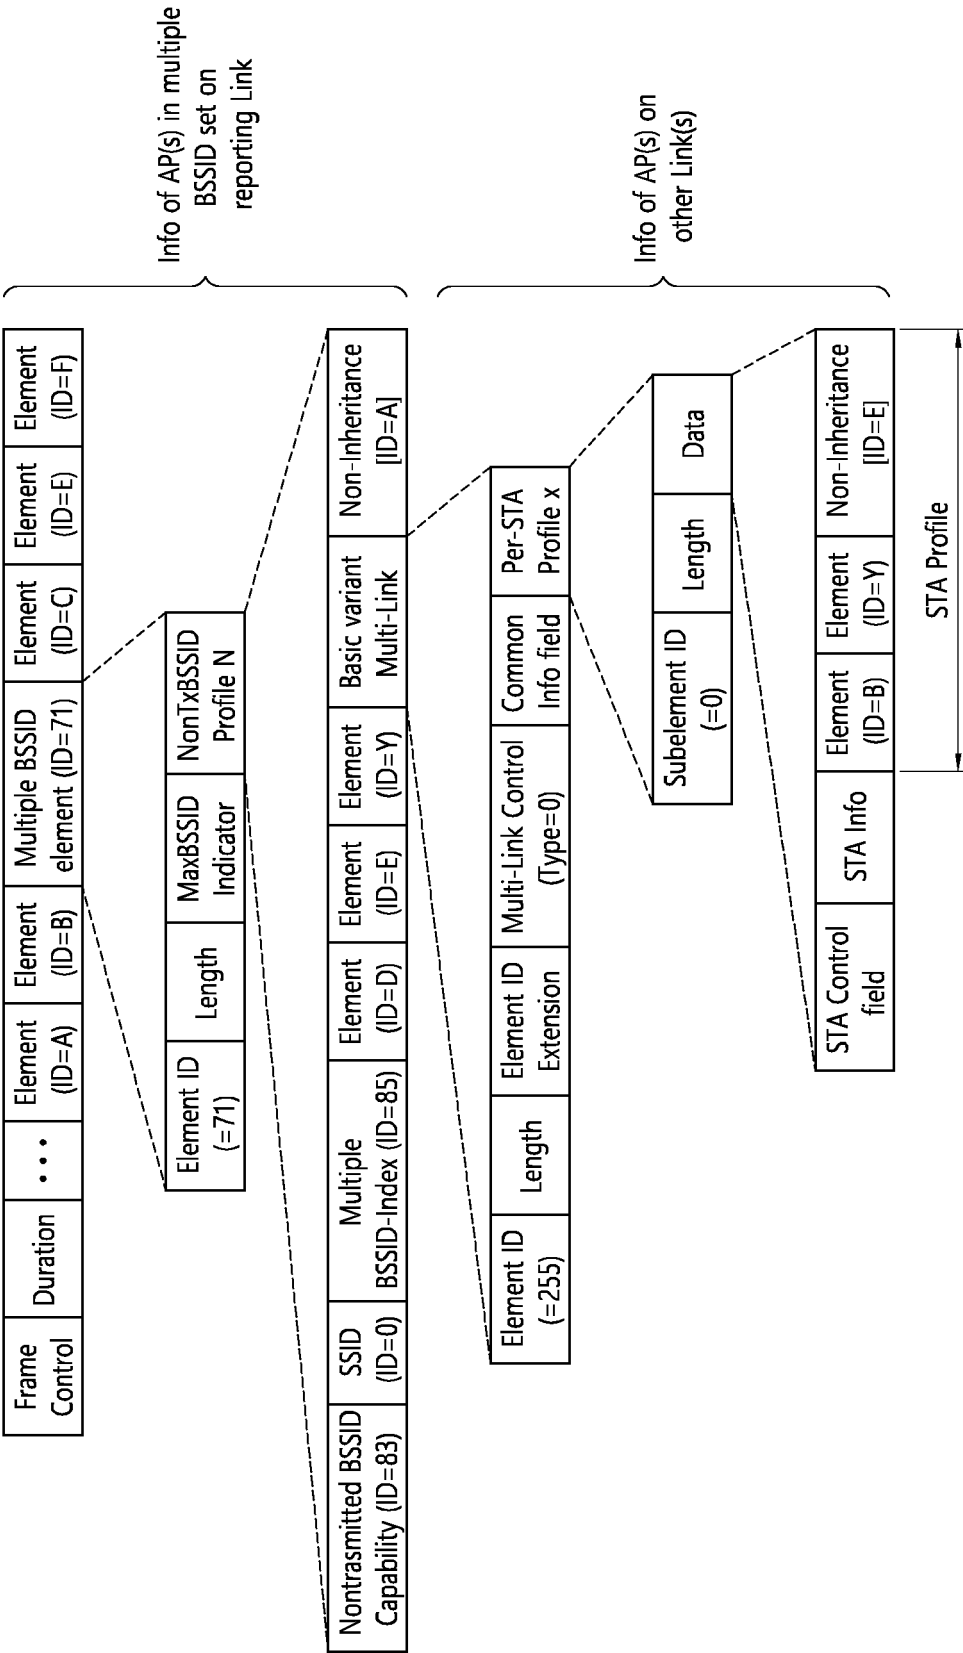 Frame
Control
Duration
•••
Element
(ID=A)
Element
(ID=B)
Multiple BSSID
element (ID=71)
Element
(ID=C)
Element
(ID=E)
Element
(ID=F)
Info of AP(s) in multiple
BSSID set on
reporting Link
Element ID
(=71)
Length
MaxBSSID
Indicator
NonTxBSSID
Profile N
Nontrasmitted BSSID
Capability (ID=83)
SSID
(ID=0)
Multiple
BSSID-Index (ID=85)
Element
(ID=D)
Element
(ID=E)
Element
(ID=Y)
Basic variant
Multi-Link
Non-Inheritance
[ID=A]
Element ID
(=255)
Length
Element ID
Extension
Multi-Link Control
(Type=0)
Common
Info field
Per-STA
Profile x
Info of AP(s) on
other Link(s)
Subelement ID
(=0)
Length
Data
STA Control
field
STA Info
Element
(ID=B)
Element
(ID=Y)
Non-Inheritance
[ID=E]
STA Profile